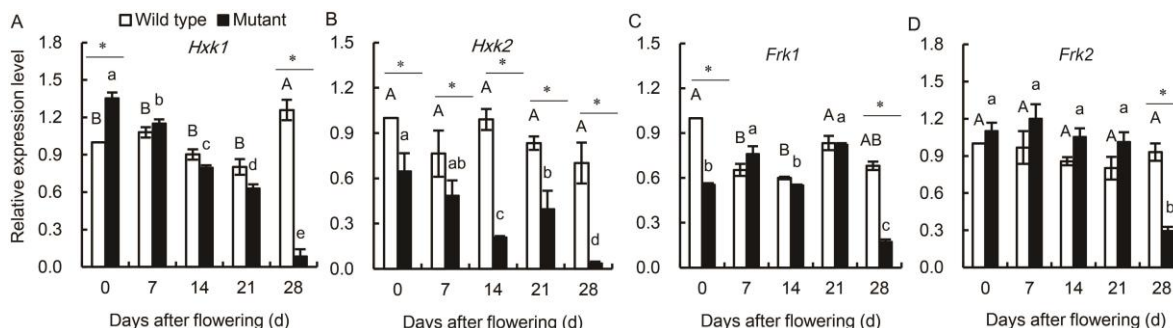 A
Wild type Mutant
Hxk1
Relative expression level
1.8
1.5
1.2
0.9
0.6
0.3
0.0
* *
B a B b B c B d A e
0 7 14 21 28
Days after flowering (d)
B
Hxk2
1.5
1.2
0.9
0.6
0.3
0.0
* * * * *
A a A ab A c A b A d
0 7 14 21 28
Days after flowering (d)
C
Frk1
1.5
1.2
0.9
0.6
0.3
0.0
* *
A b B a B b A a AB c
0 7 14 21 28
Days after flowering (d)
D
Frk2
1.8
1.5
1.2
0.9
0.6
0.3
0.0
*
A a A a A a A a A b
0 7 14 21 28
Days after flowering (d)